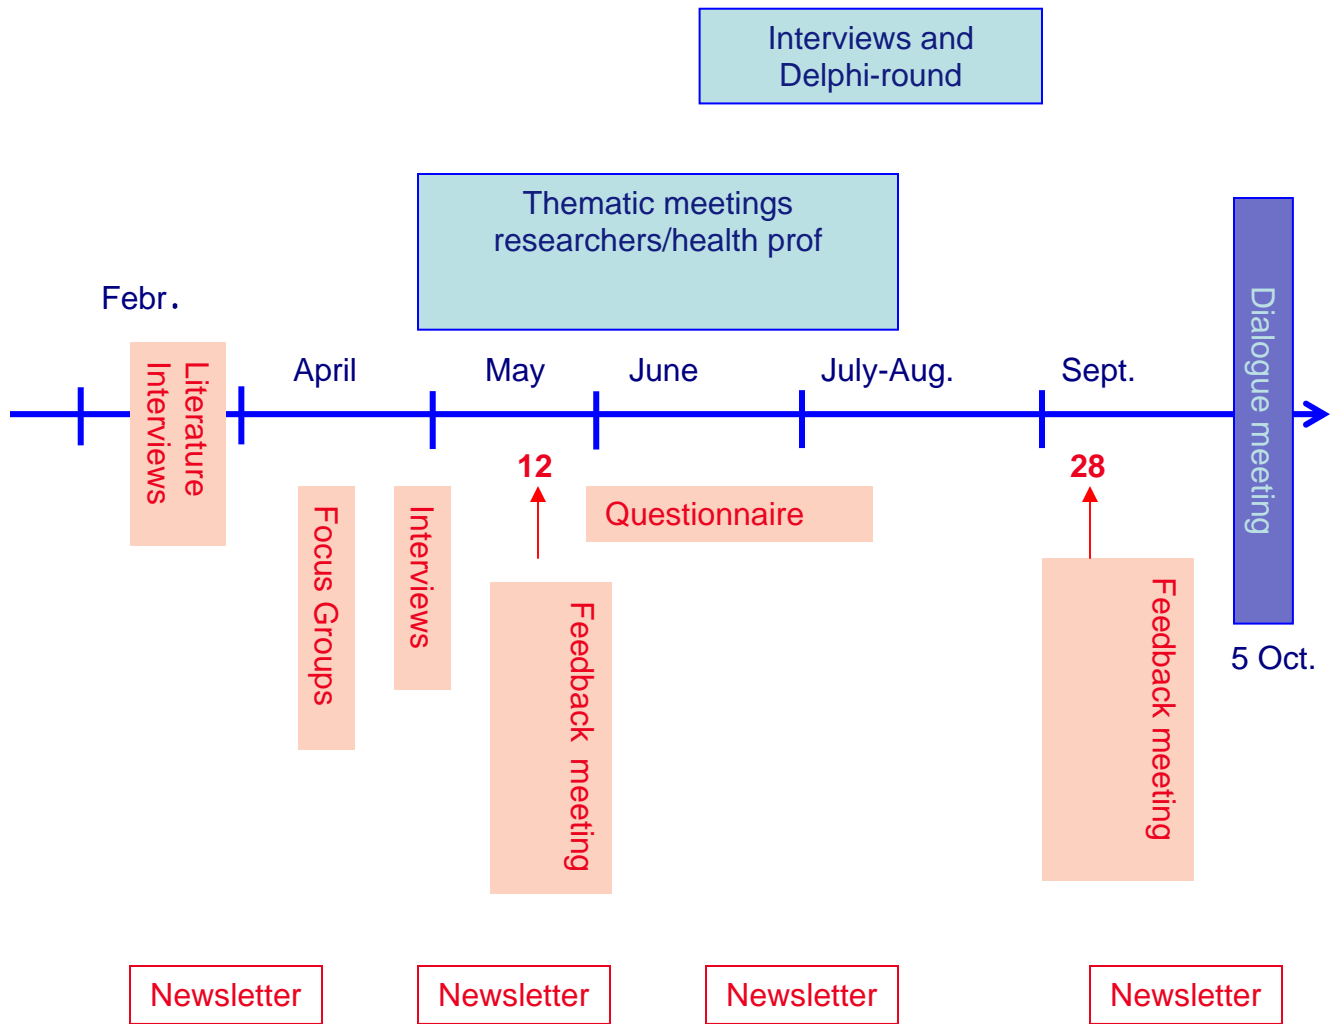 Interviews and
Delphi-round
Thematic meetings
researchers/health prof
Febr.
April
May
June
July-Aug.
Sept.
Literature
Interviews
12
28
Dialogue meeting
Focus Groups
Interviews
Questionnaire
Feedback meeting
Feedback meeting
5 Oct.
Newsletter
Newsletter
Newsletter
Newsletter